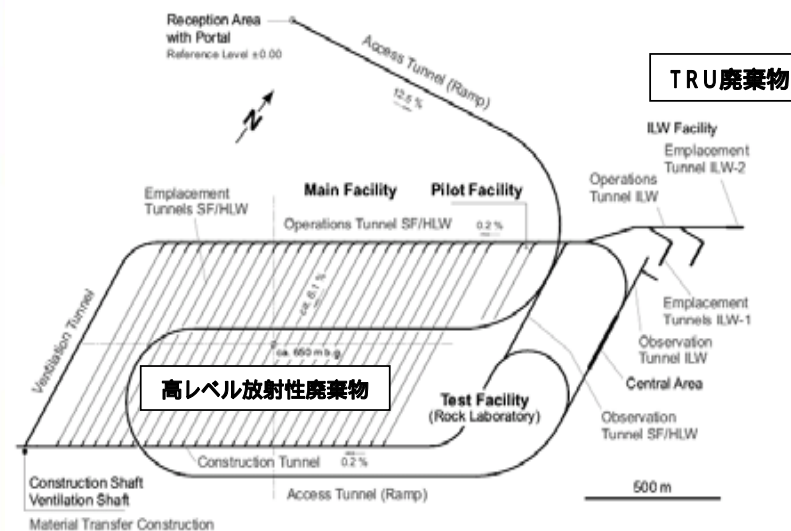 Reception Area
with Portal
Reference Level ±0.00
Access Tunnel (Ramp)
12.5 %
N
TRU廃棄物
ILW Facility
Emplacement
Tunnel ILW-2
Operations
Tunnel ILW
Emplacement
Tunnels SF/HLW
Main Facility
Pilot Facility
Operations Tunnel SF/HLW
0.2 %
ca. 6.1 %
Ventilation Tunnel
ca. 650 m b.g.
Emplacement
Tunnels ILW-1
Observation
Tunnel ILW
Central Area
高レベル放射性廃棄物
Test Facility
(Rock Laboratory)
Observation
Tunnel SF/HLW
Construction Tunnel
0.2 %
Construction Shaft
Ventilation Shaft
Access Tunnel (Ramp)
500 m
Material Transfer Construction